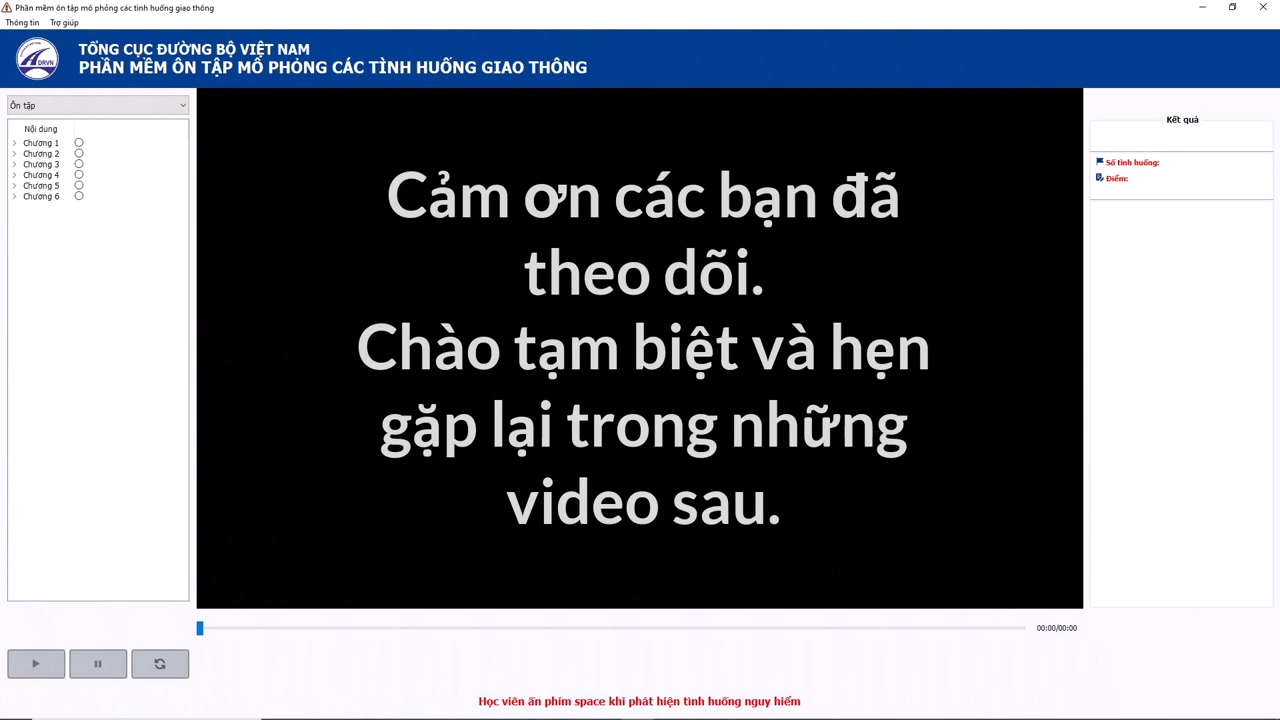 Phần mềm ôn tập mô phỏng các tình huống giao thông
Thông tin Trợ giúp
TỔNG CỤC ĐƯỜNG BỘ VIỆT NAM
PHẦN MỀM ÔN TẬP MÔ PHỎNG CÁC TÌNH HUỐNG GIAO THÔNG
DRVN
Ôn tập
Nội dung
Chương 1
Chương 2
Chương 3
Chương 4
Chương 5
Chương 6
Cảm ơn các bạn đã
theo dõi.
Chào tạm biệt và hẹn
gặp lại trong những
video sau.
Kết quả
Số tình huống:
Điểm:
00:00/00:00
Học viên ấn phím space khi phát hiện tình huống nguy hiểm